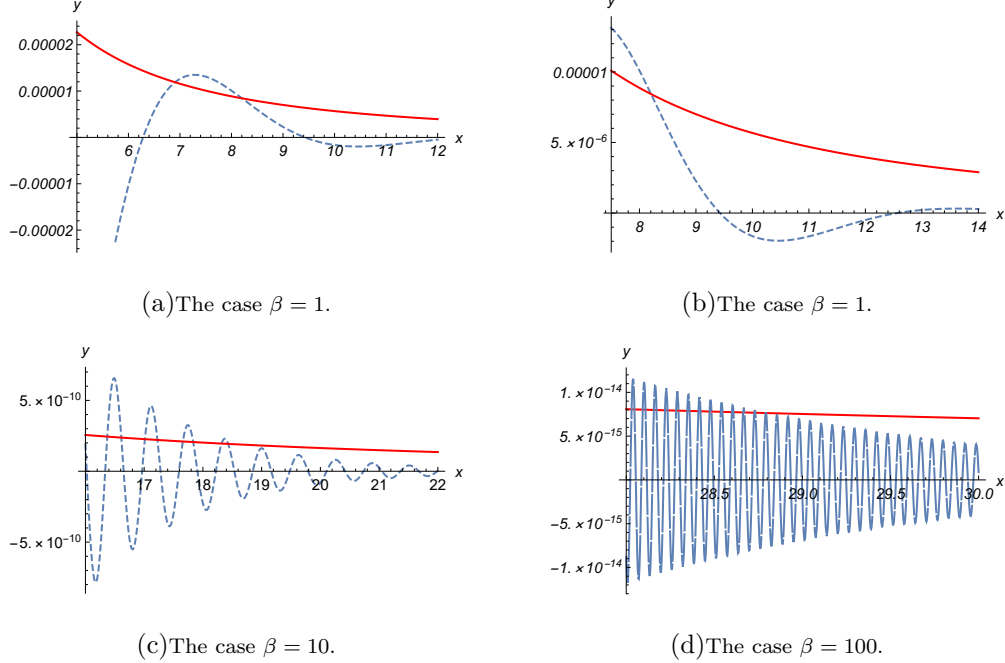 y
0.00002
0.00001
6 7 8 9 10 11 12 x
−0.00001
−0.00002
(a)The case β = 1.
y
0.00001
5.×10⁻⁶
8 9 10 11 12 13 14 x
(b)The case β = 1.
y
5.×10⁻¹⁰
17 18 19 20 21 22 x
−5.×10⁻¹⁰
(c)The case β = 10.
y
1.×10⁻¹⁴
5.×10⁻¹⁵
28.5 29.0 29.5 30.0 x
−5.×10⁻¹⁵
−1.×10⁻¹⁴
(d)The case β = 100.